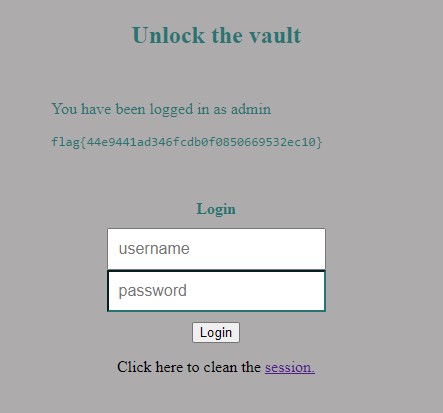 Unlock the vault
You have been logged in as admin
flag{44e9441ad346fcdb0f0850669532ec10}
Login
username
password
Login
Click here to clean the session.